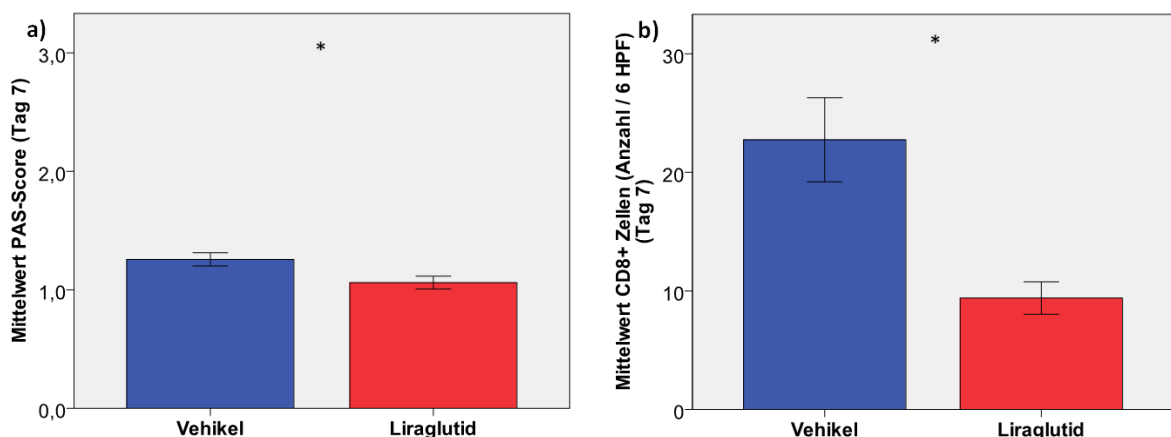 a)
*
Mittelwert PAS-Score (Tag 7)
3,0
2,0
1,0
0,0
Vehikel
Liraglutid
b)
*
Mittelwert CD8+ Zellen (Anzahl / 6 HPF)
(Tag 7)
30
20
10
0
Vehikel
Liraglutid